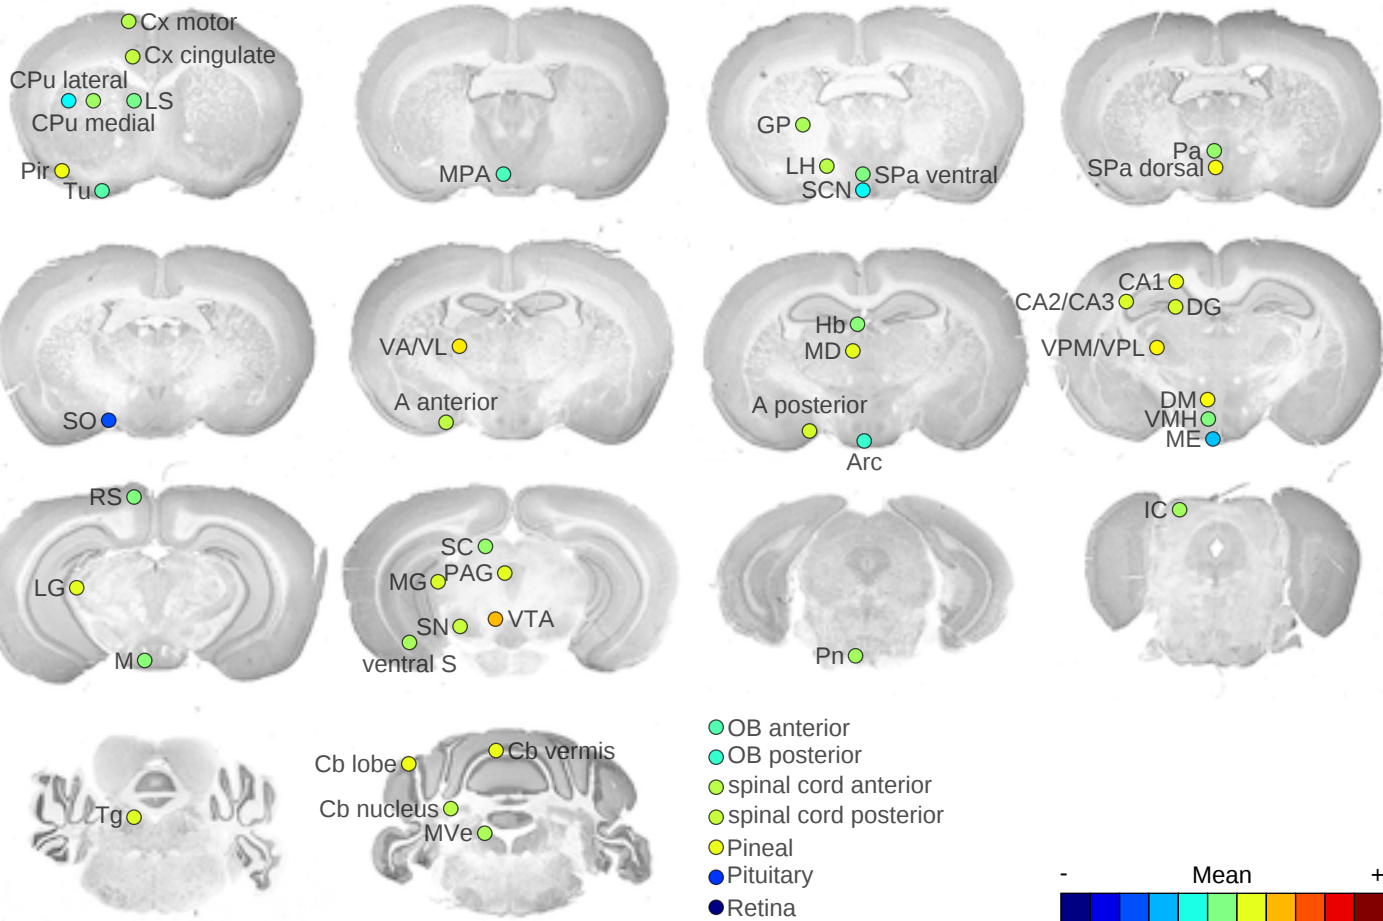 Cx motor
Cx cingulate
CPu lateral
LS
CPu medial
Pir
Tu
MPA
GP
LH
SPa ventral
SCN
Pa
SPa dorsal
SO
VA/VL
A anterior
Hb
MD
A posterior
Arc
CA1
CA2/CA3
DG
VPM/VPL
DM
VMH
ME
RS
LG
M
SC
MG
PAG
SN
VTA
ventral S
Pn
IC
Tg
Cb lobe
Cb vermis
Cb nucleus
MVe
OB anterior
OB posterior
spinal cord anterior
spinal cord posterior
Pineal
Pituitary
Retina
- Mean +